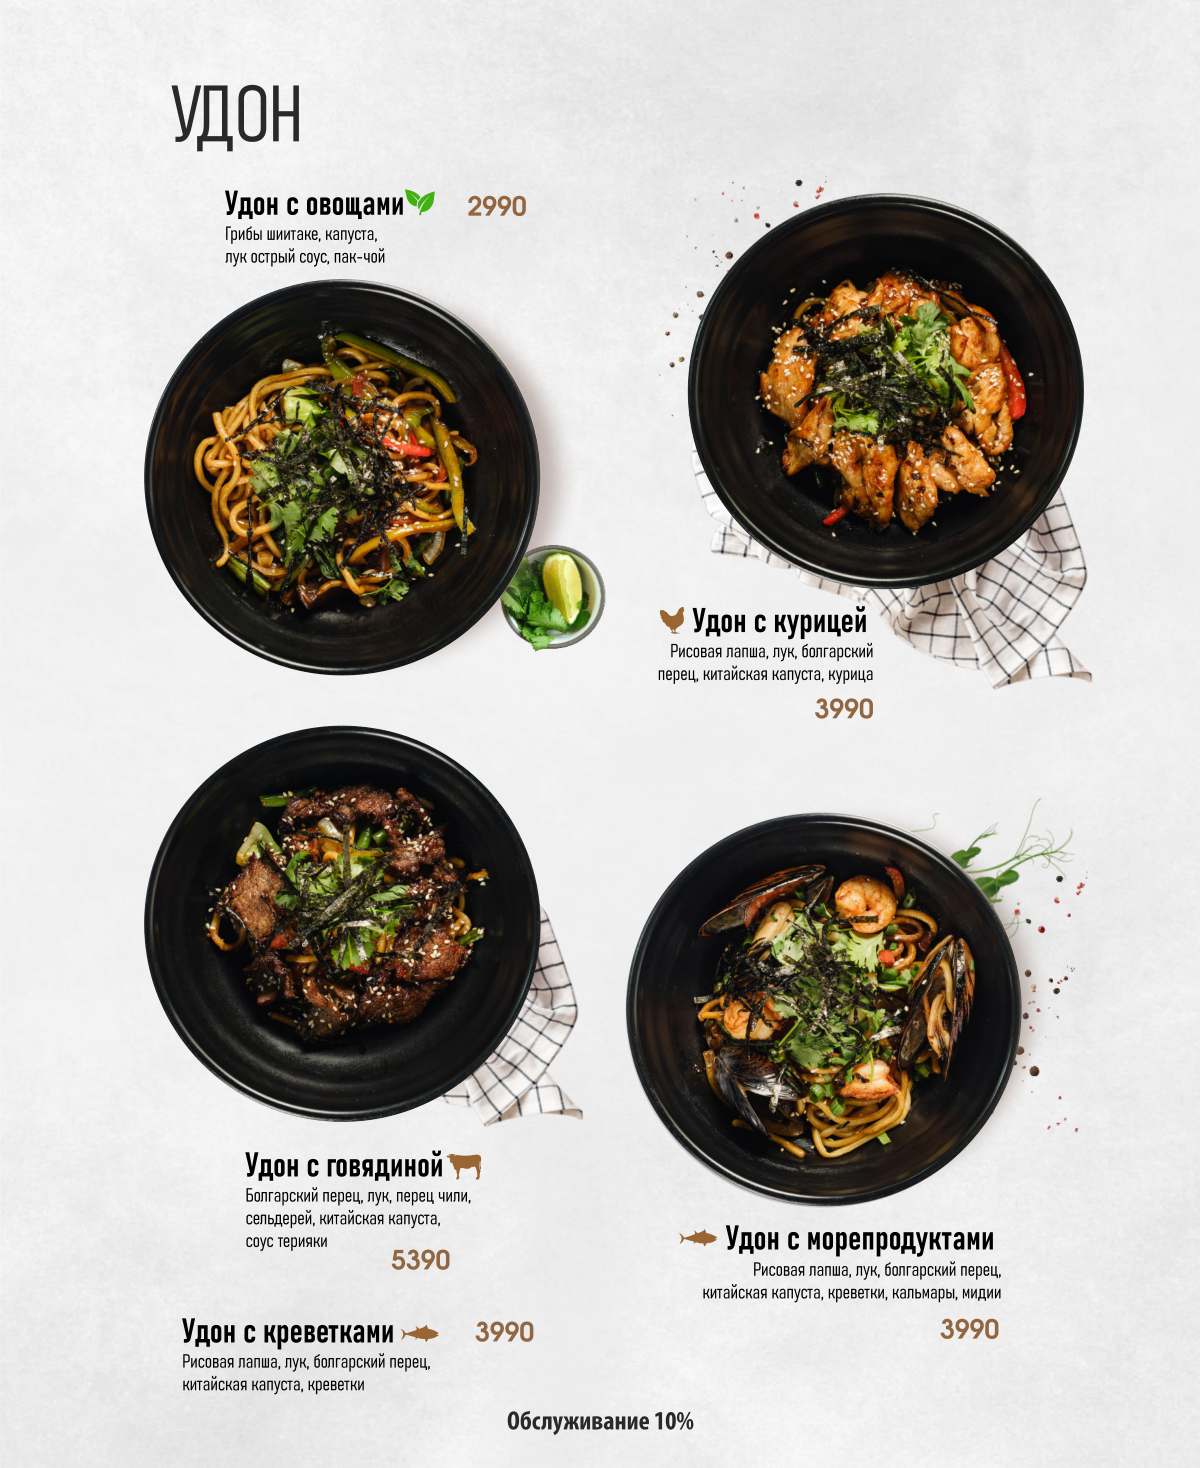 УДОН
Удон с овощами 2990
Грибы шиитаке, капуста,
лук острый соус, пак-чой
Удон с курицей
Рисовая лапша, лук, болгарский
перец, китайская капуста, курица
3990
Удон с говядиной
Болгарский перец, лук, перец чили,
сельдерей, китайская капуста,
соус терияки
5390
Удон с морепродуктами
Рисовая лапша, лук, болгарский перец,
китайская капуста, креветки, кальмары, мидии
3990
Удон с креветками 3990
Рисовая лапша, лук, болгарский перец,
китайская капуста, креветки
Обслуживание 10%